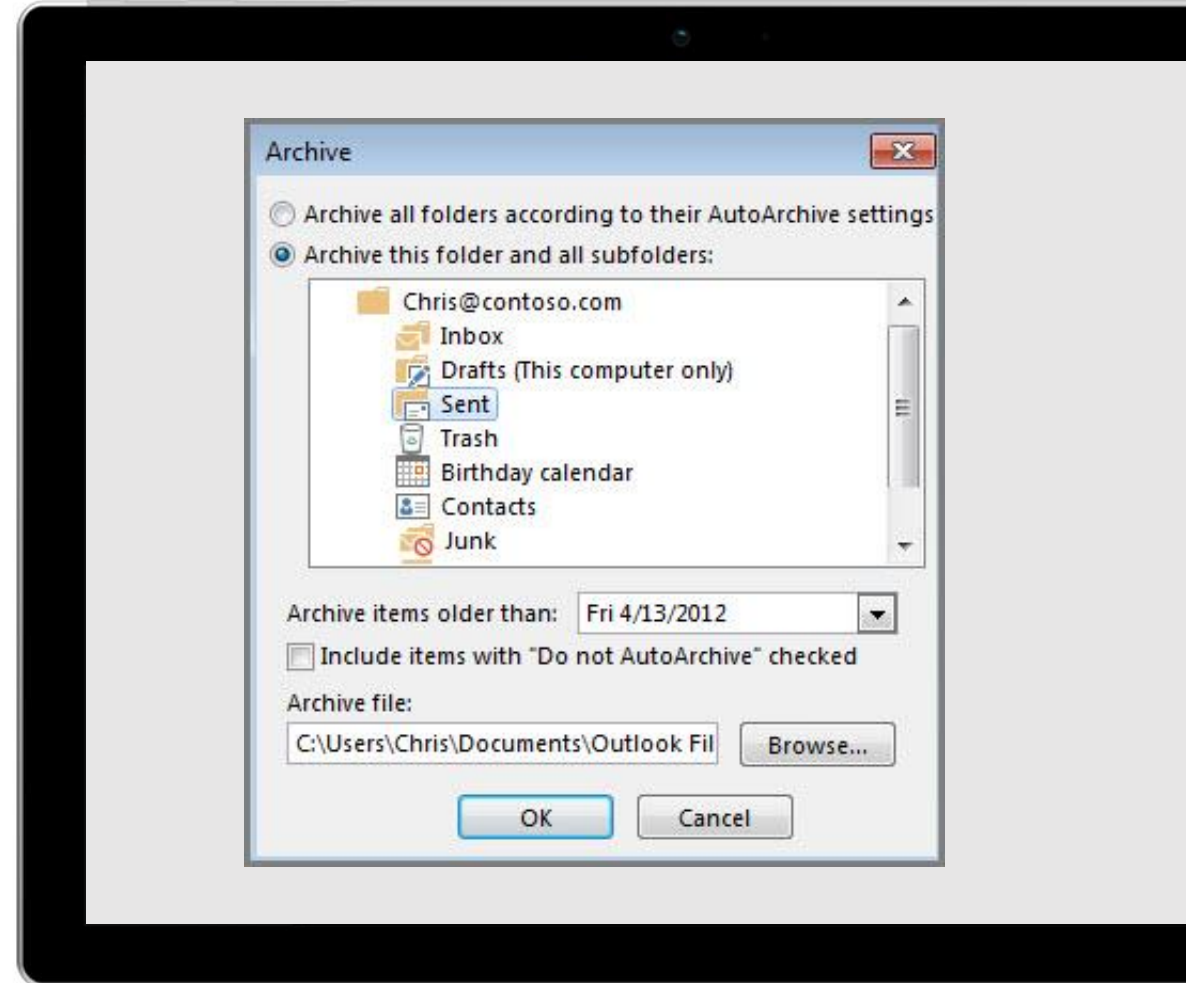 Archive
Archive all folders according to their AutoArchive settings
Archive this folder and all subfolders:
Chris@contoso.com
Inbox
Drafts (This computer only)
Sent
Trash
Birthday calendar
Contacts
Junk
Archive items older than: Fri 4/13/2012
Include items with "Do not AutoArchive" checked
Archive file:
C:\Users\Chris\Documents\Outlook Fil Browse...
OK Cancel